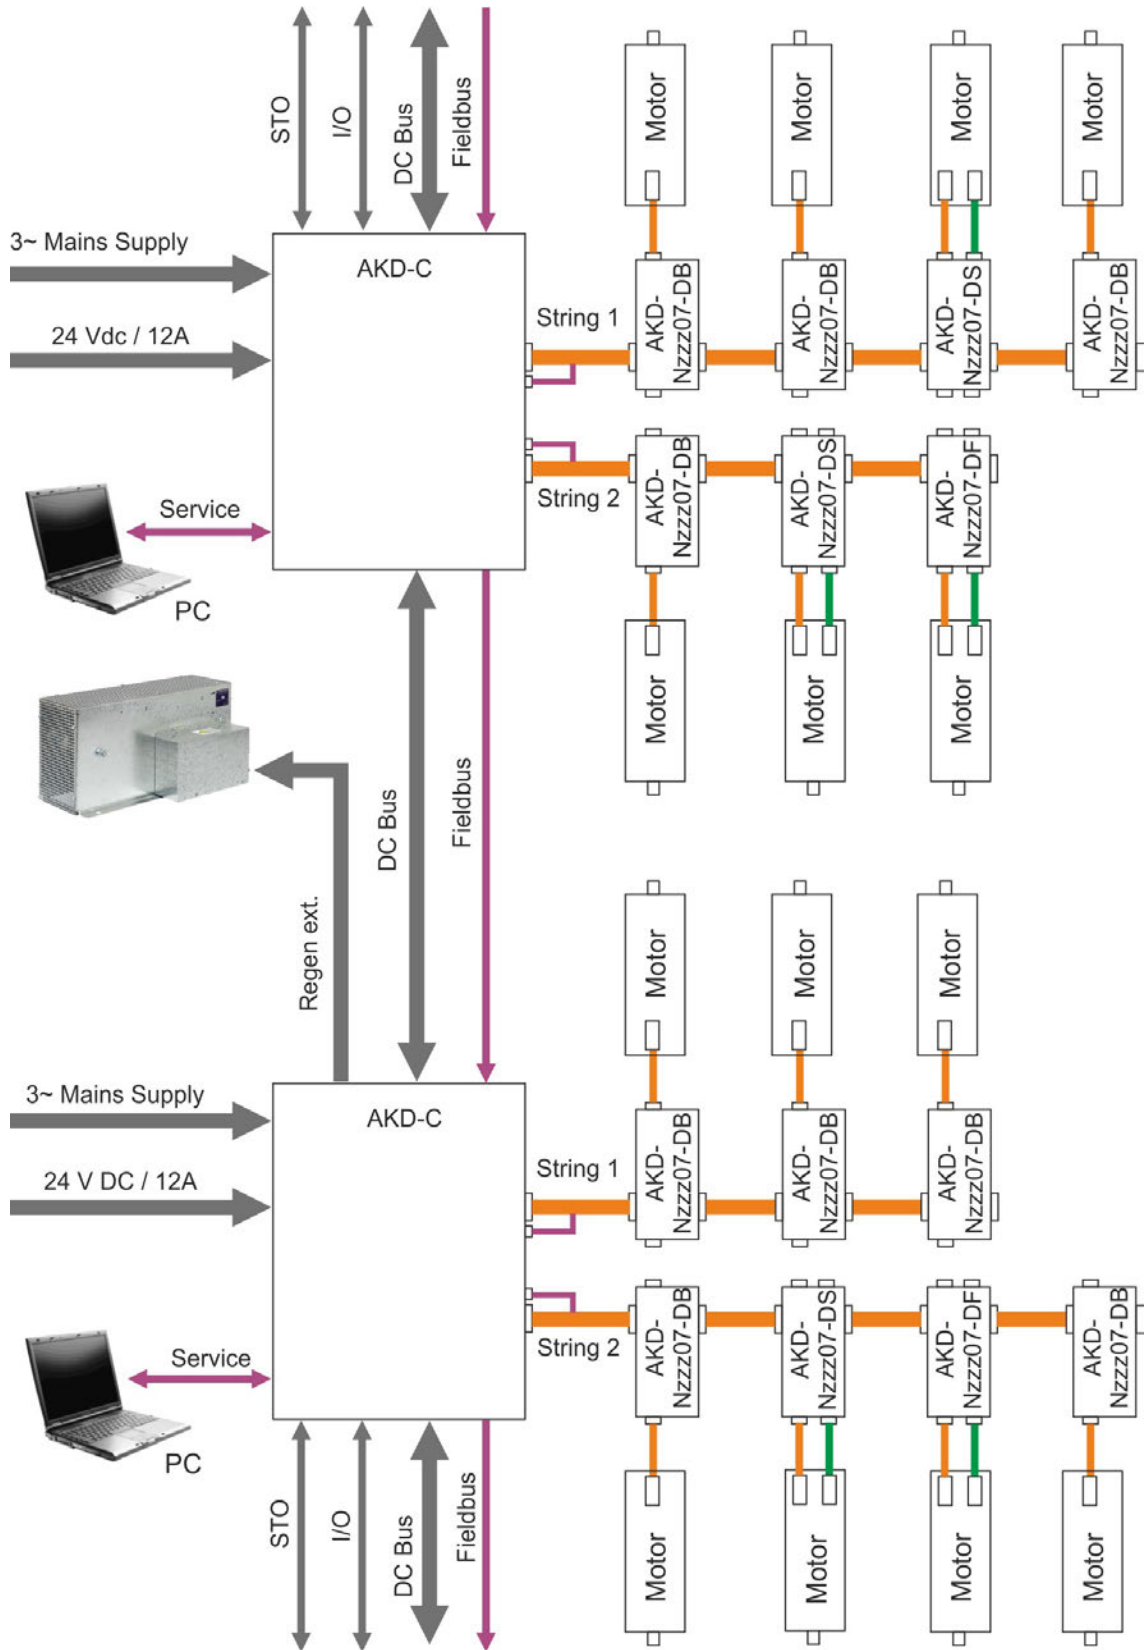 STO
I/O
DC Bus
Fieldbus
Motor
Motor
Motor
Motor
3~ Mains Supply
AKD-C
24 Vdc / 12A
String 1
AKD-
Nzzz07-DB
AKD-
Nzzz07-DB
AKD-
Nzzz07-DS
AKD-
Nzzz07-DB
String 2
AKD-
Nzzz07-DB
AKD-
Nzzz07-DS
AKD-
Nzzz07-DF
Service
PC
Motor
Motor
Motor
DC Bus
Fieldbus
Regen ext.
Motor
Motor
Motor
3~ Mains Supply
AKD-C
24 V DC / 12A
String 1
AKD-
Nzzz07-DB
AKD-
Nzzz07-DB
AKD-
Nzzz07-DB
String 2
AKD-
Nzzz07-DB
AKD-
Nzzz07-DS
AKD-
Nzzz07-DF
AKD-
Nzzz07-DB
Service
PC
STO
I/O
DC Bus
Fieldbus
Motor
Motor
Motor
Motor